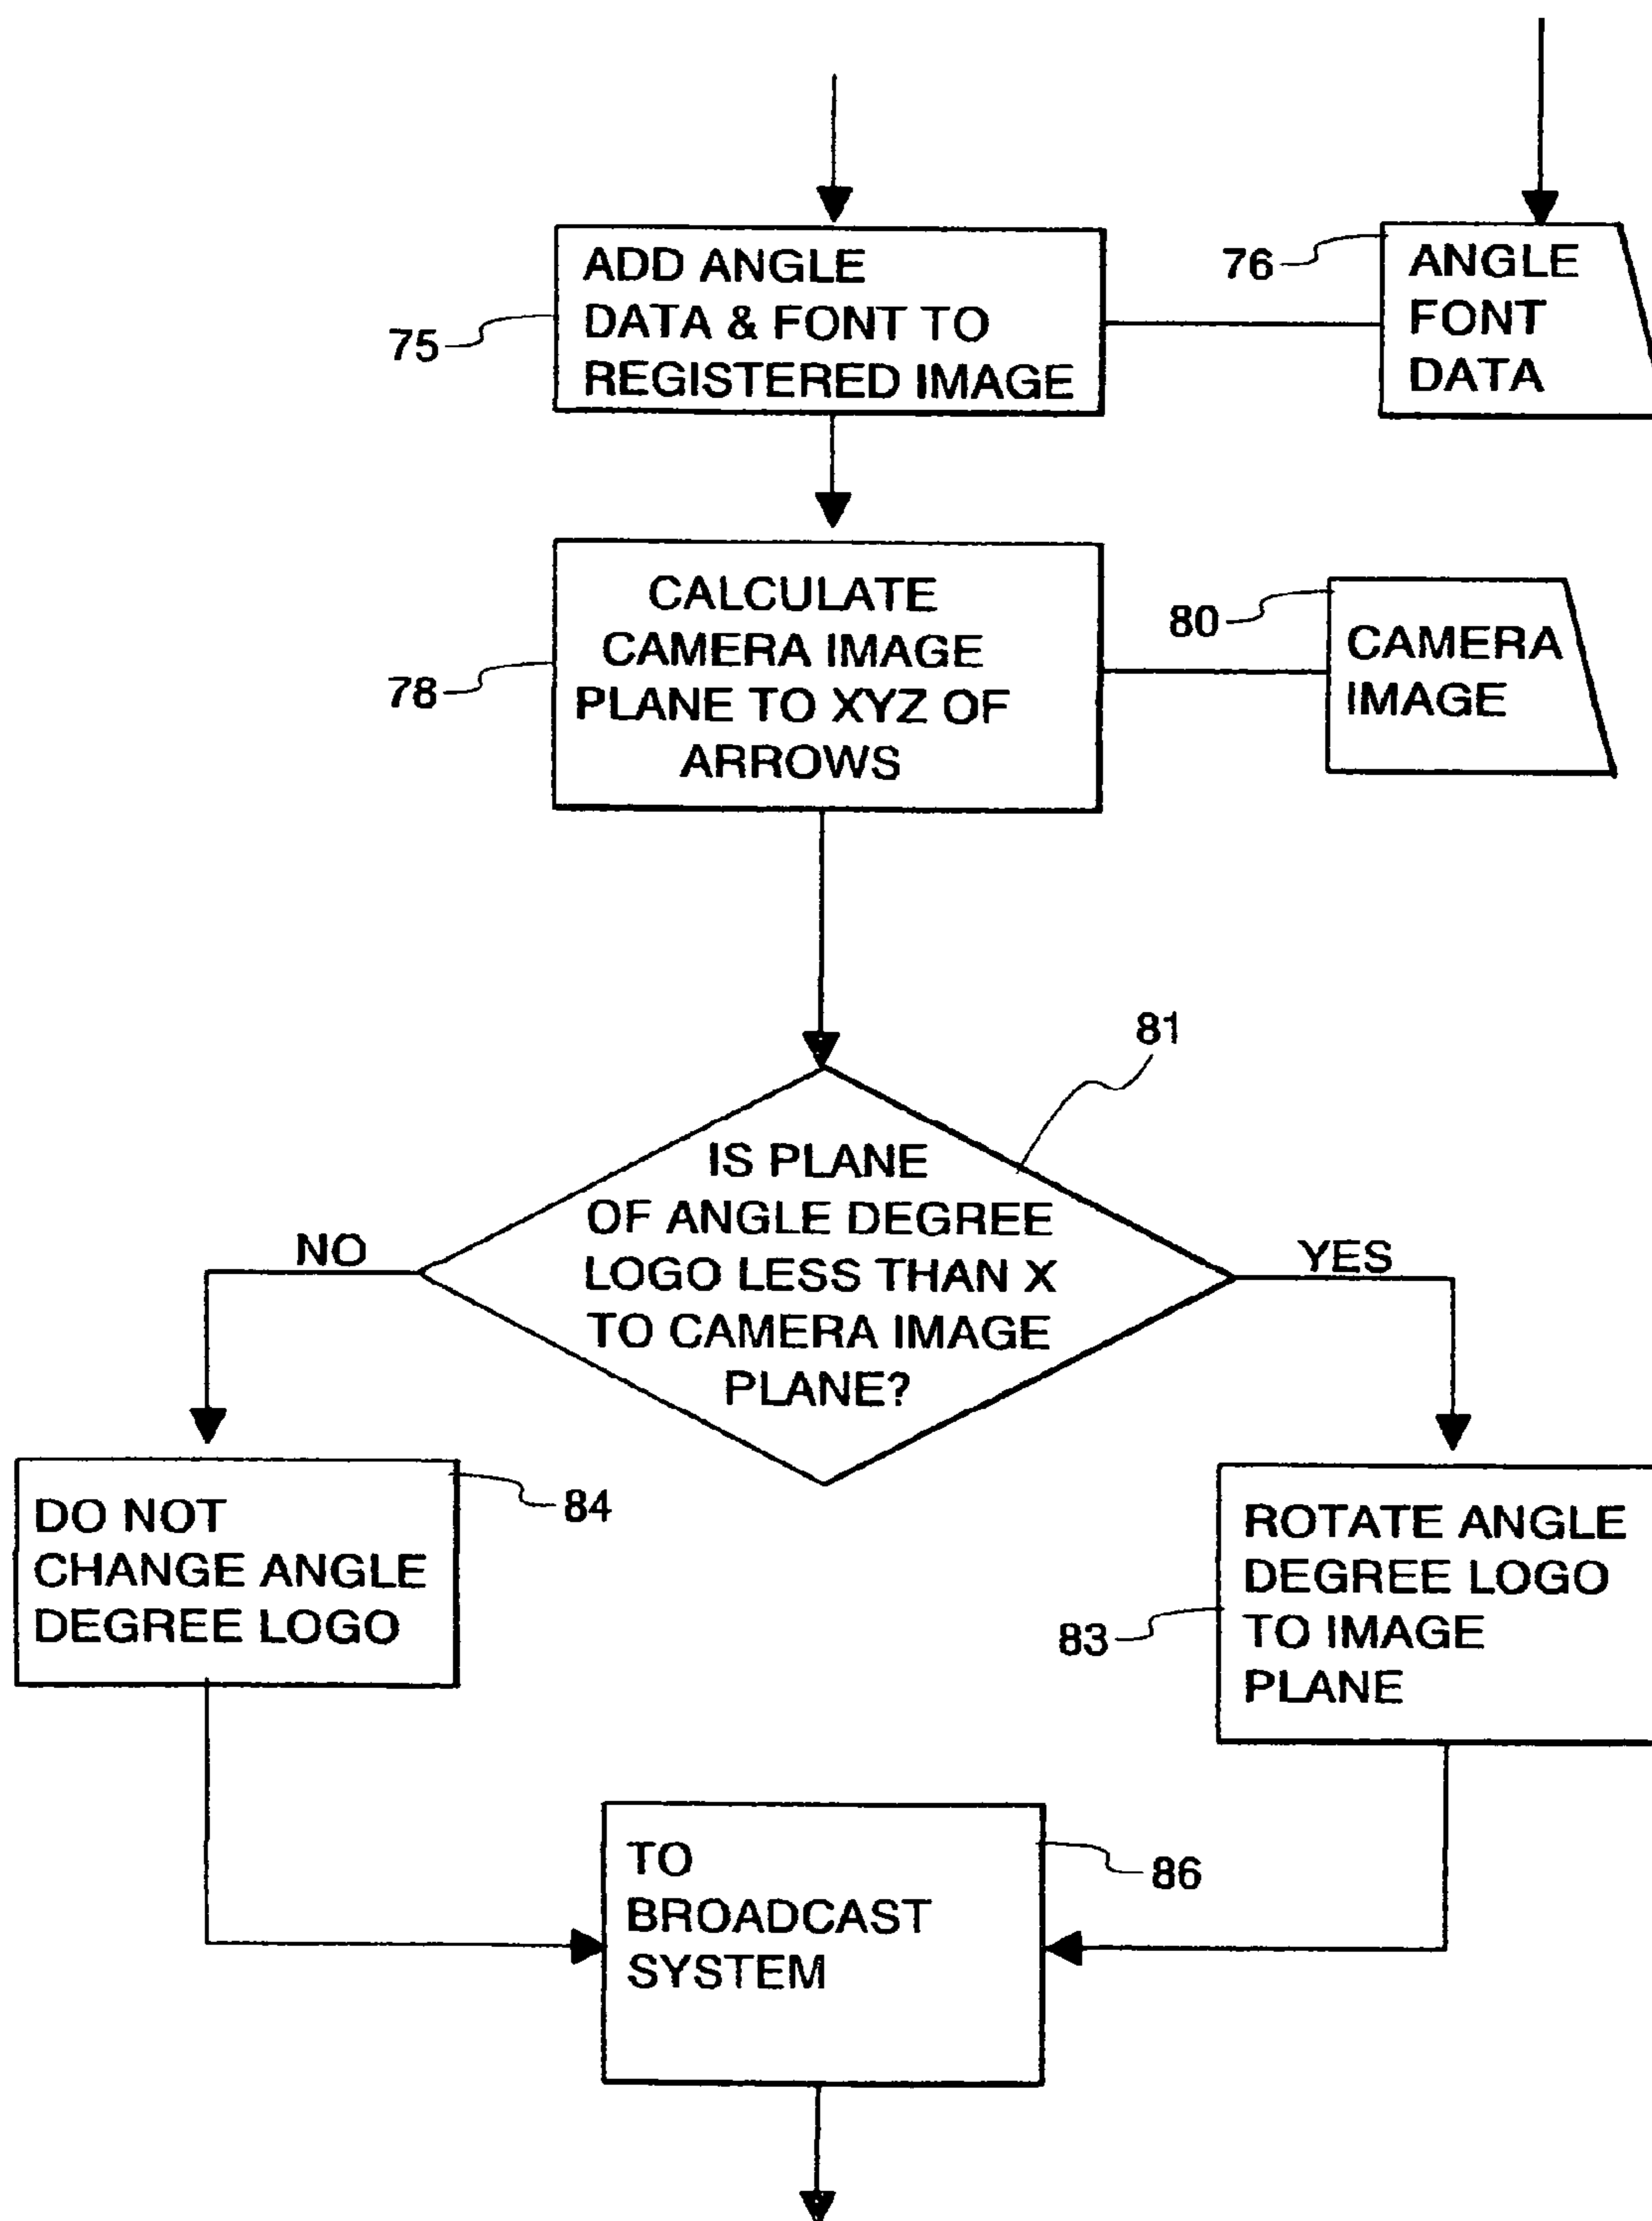 ADD ANGLE
DATA & FONT TO
REGISTERED IMAGE
75
76
ANGLE
FONT
DATA
CALCULATE
CAMERA IMAGE
PLANE TO XYZ OF
ARROWS
78
80
CAMERA
IMAGE
81
IS PLANE
OF ANGLE DEGREE
LOGO LESS THAN X
TO CAMERA IMAGE
PLANE?
NO
YES
DO NOT
CHANGE ANGLE
DEGREE LOGO
84
ROTATE ANGLE
DEGREE LOGO
TO IMAGE
PLANE
83
TO
BROADCAST
SYSTEM
86